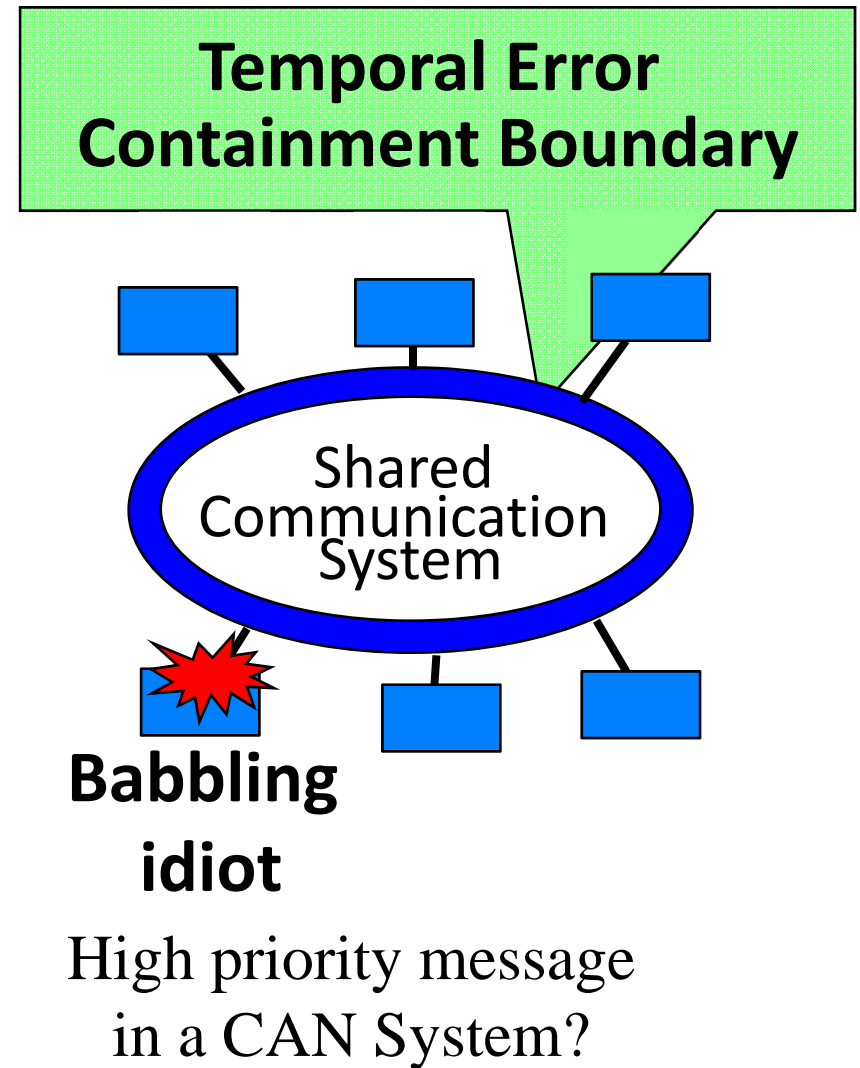 Temporal Error
Containment Boundary
Shared
Communication
System
Babbling
idiot
High priority message
in a CAN System?